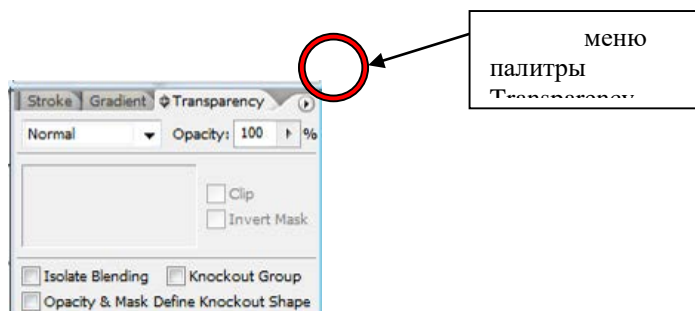 меню
палитры
Transparency
Stroke Gradient Transparency
Normal Opacity: 100 %
Clip
Invert Mask
Isolate Blending Knockout Group
Opacity & Mask Define Knockout Shape